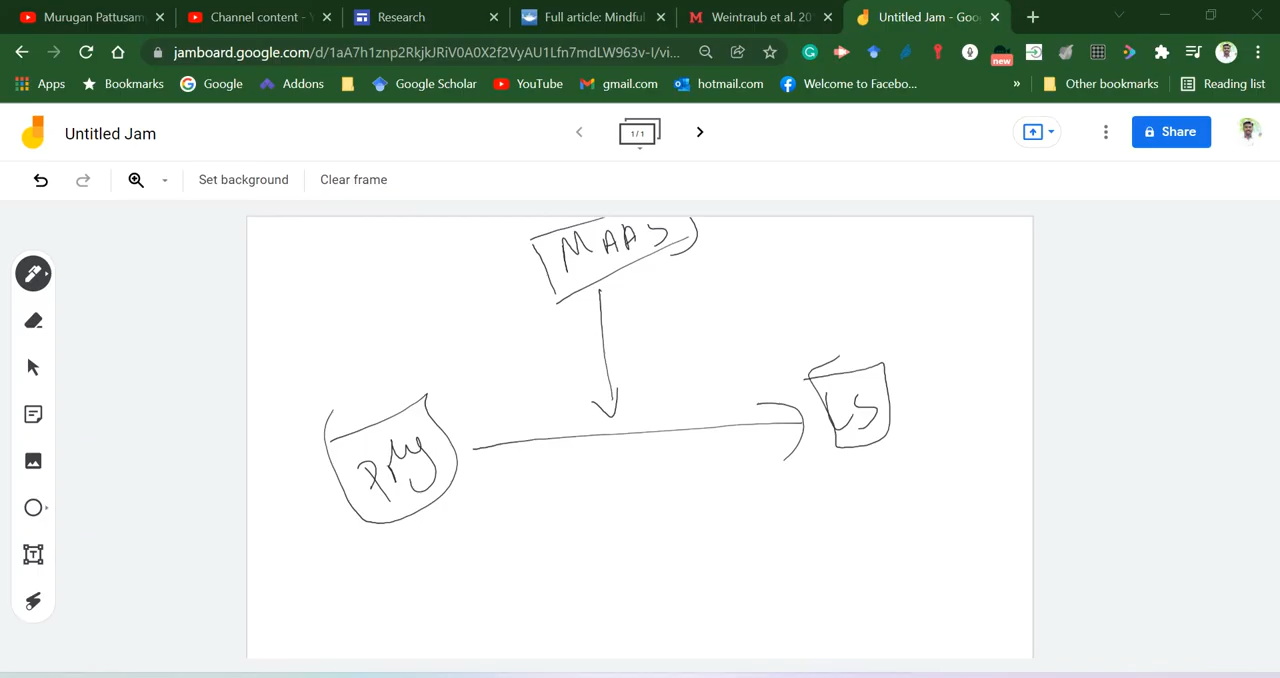 Murugan Pattusam
Channel content - Y
Research
Full article: Mindful
Weintraub et al. 20
Untitled Jam - Goo
jamboard.google.com/d/1aA7h1znp2RkjkJRiV0A0X2f2VyAU1Lfn7mdLW963v-I/vi...
new
Apps
Bookmarks
Google
Addons
Google Scholar
YouTube
gmail.com
hotmail.com
Welcome to Facebo...
»
Other bookmarks
Reading list
Untitled Jam
1/1
Share
Set background
Clear frame
MAAS
LS